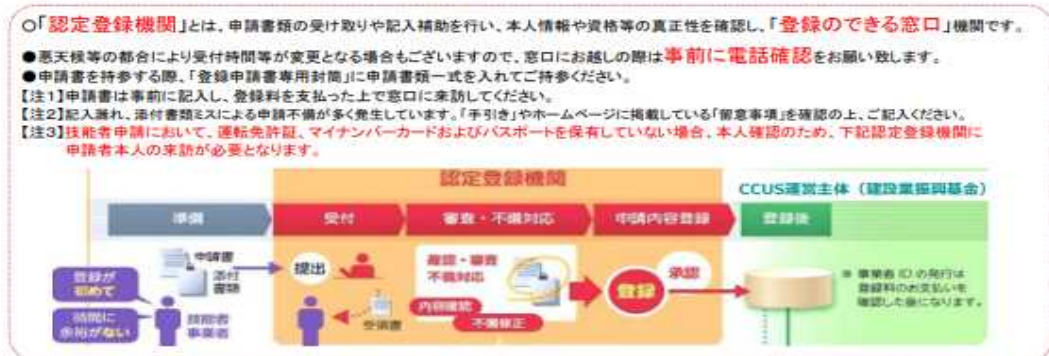 ○「認定登録機関」とは、申請書類の受け取りや記入補助を行い、本人情報や資格等の真正性を確認し、「登録のできる窓口」機関です。
●悪天候等の都合により受付時間等が変更となる場合もございますので、窓口にお越しの際は事前に電話確認をお願い致します。
●申請書を持参する際、「登録申請書専用封筒」に申請書類一式を入れてご持参ください。
【注1】申請書は事前に記入し、登録料を支払った上で窓口に来訪してください。
【注2】記入漏れ、添付書類ミスによる申請不備が多く発生しています。「手引き」やホームページに掲載している「留意事項」を確認の上、ご記入ください。
【注3】技能者申請において、運転免許証、マイナンバーカードおよびパスポートを保有していない場合、本人確認のため、下記認定登録機関に
申請者本人の来訪が必要となります。
認定登録機関
CCUS運営主体（建設業振興基金）
準備
受付
審査・不備対応
申請内容登録
登録後
登録が
初めて
時間に
余裕がない
申請書
添付
書類
技能者
事業者
提出
受領書
確認・審査
不備対応
内容確認
不備修正
登録
承認
※ 事業者 ID の発行は
登録料のお支払いを
確認した後になります。